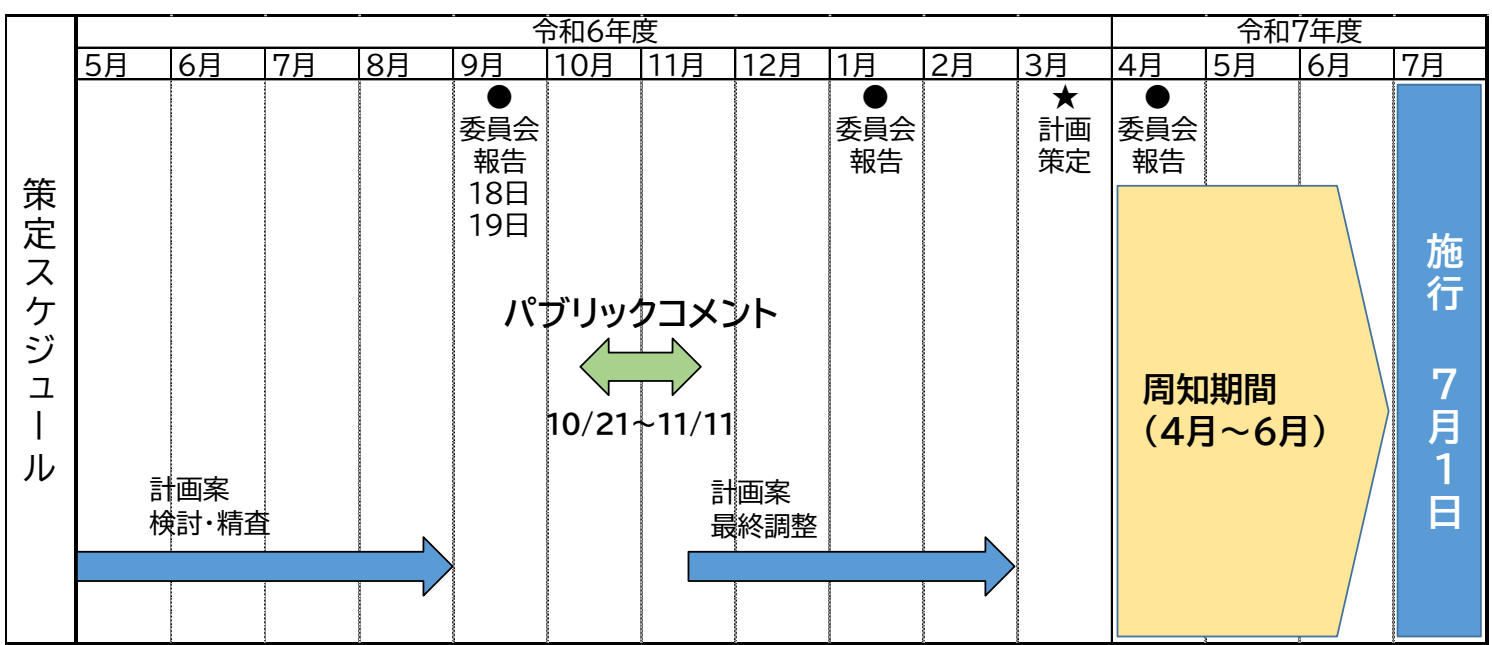 令和6年度
令和7年度
5月 6月 7月 8月 9月 10月 11月 12月 1月 2月 3月 4月 5月 6月 7月
策定スケジュール
●
委員会
報告
18日
19日
●
委員会
報告
★
計画
策定
●
委員会
報告
パブリックコメント
10/21～11/11
計画案
検討・精査
計画案
最終調整
周知期間
（4月～6月）
施行　7月1日